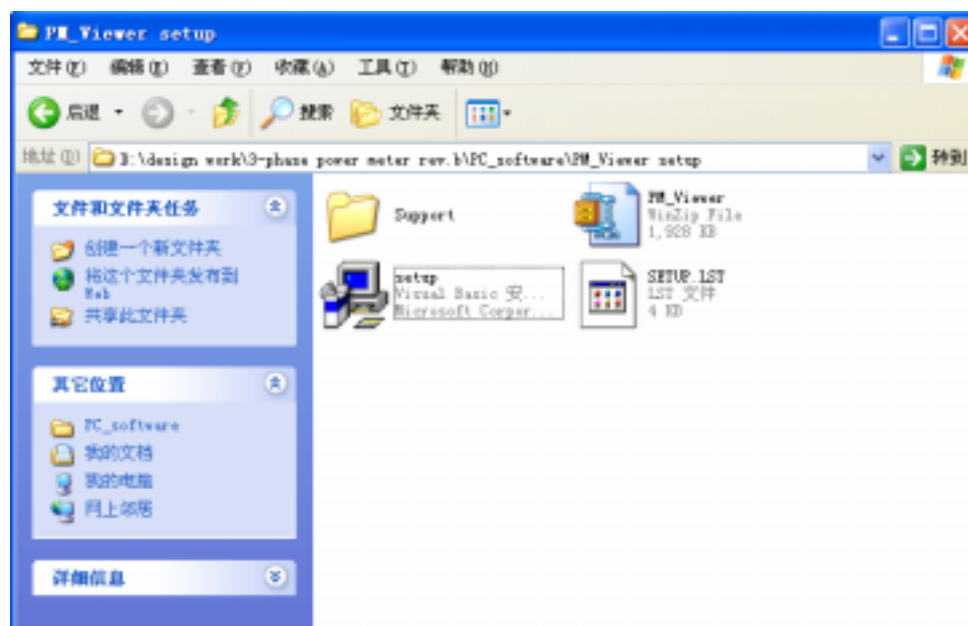 PM_Viewer setup
文件(F) 编辑(E) 查看(V) 收藏(A) 工具(T) 帮助(H)
后退 搜索 文件夹
地址(D) D:\design work\3-phase power meter rev.b\PC_software\PM_Viewer setup 转到
文件和文件夹任务
创建一个新文件夹
将这个文件夹发布到
Web
共享此文件夹
其它位置
PC_software
我的文档
我的电脑
网上邻居
详细信息
Support
PM_Viewer
WinZip File
1,928 KB
setup
Visual Basic 安...
Microsoft Corpor...
SETUP.LST
LST 文件
4 KB